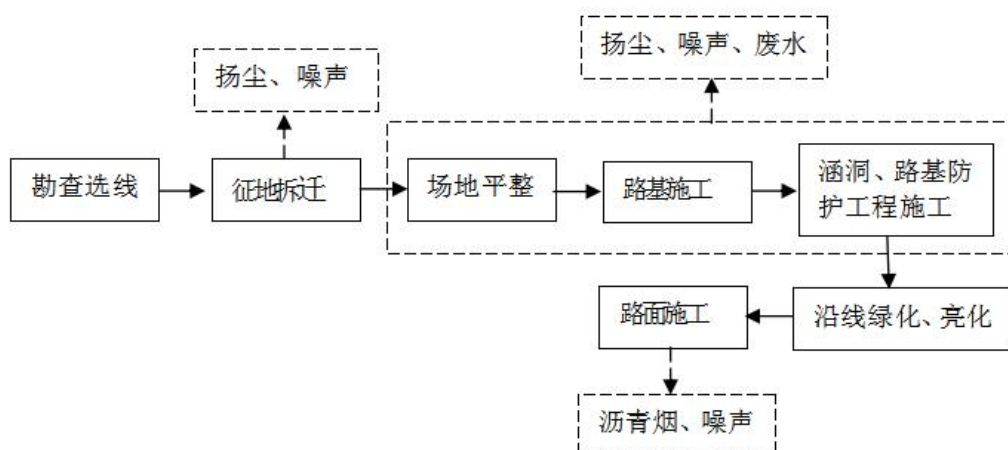 扬尘、噪声、废水
扬尘、噪声
勘查选线
征地拆迁
场地平整
路基施工
涵洞、路基防
护工程施工
路面施工
沿线绿化、亮化
沥青烟、噪声